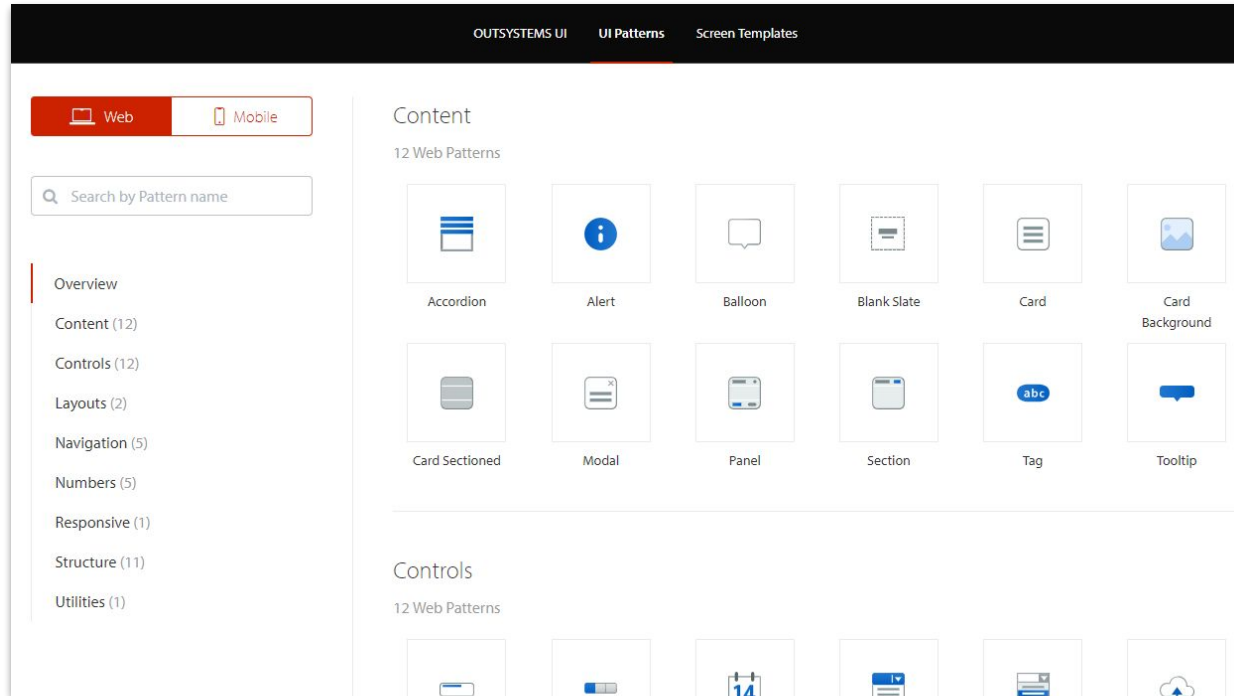 OUTSYSTEMS UI UI Patterns Screen Templates
Web Mobile
Search by Pattern name
Overview
Content (12)
Controls (12)
Layouts (2)
Navigation (5)
Numbers (5)
Responsive (1)
Structure (11)
Utilities (1)
Content
12 Web Patterns
Accordion Alert Balloon Blank Slate Card Card
Background
abc
Card Sectioned Modal Panel Section Tag Tooltip
Controls
12 Web Patterns
14